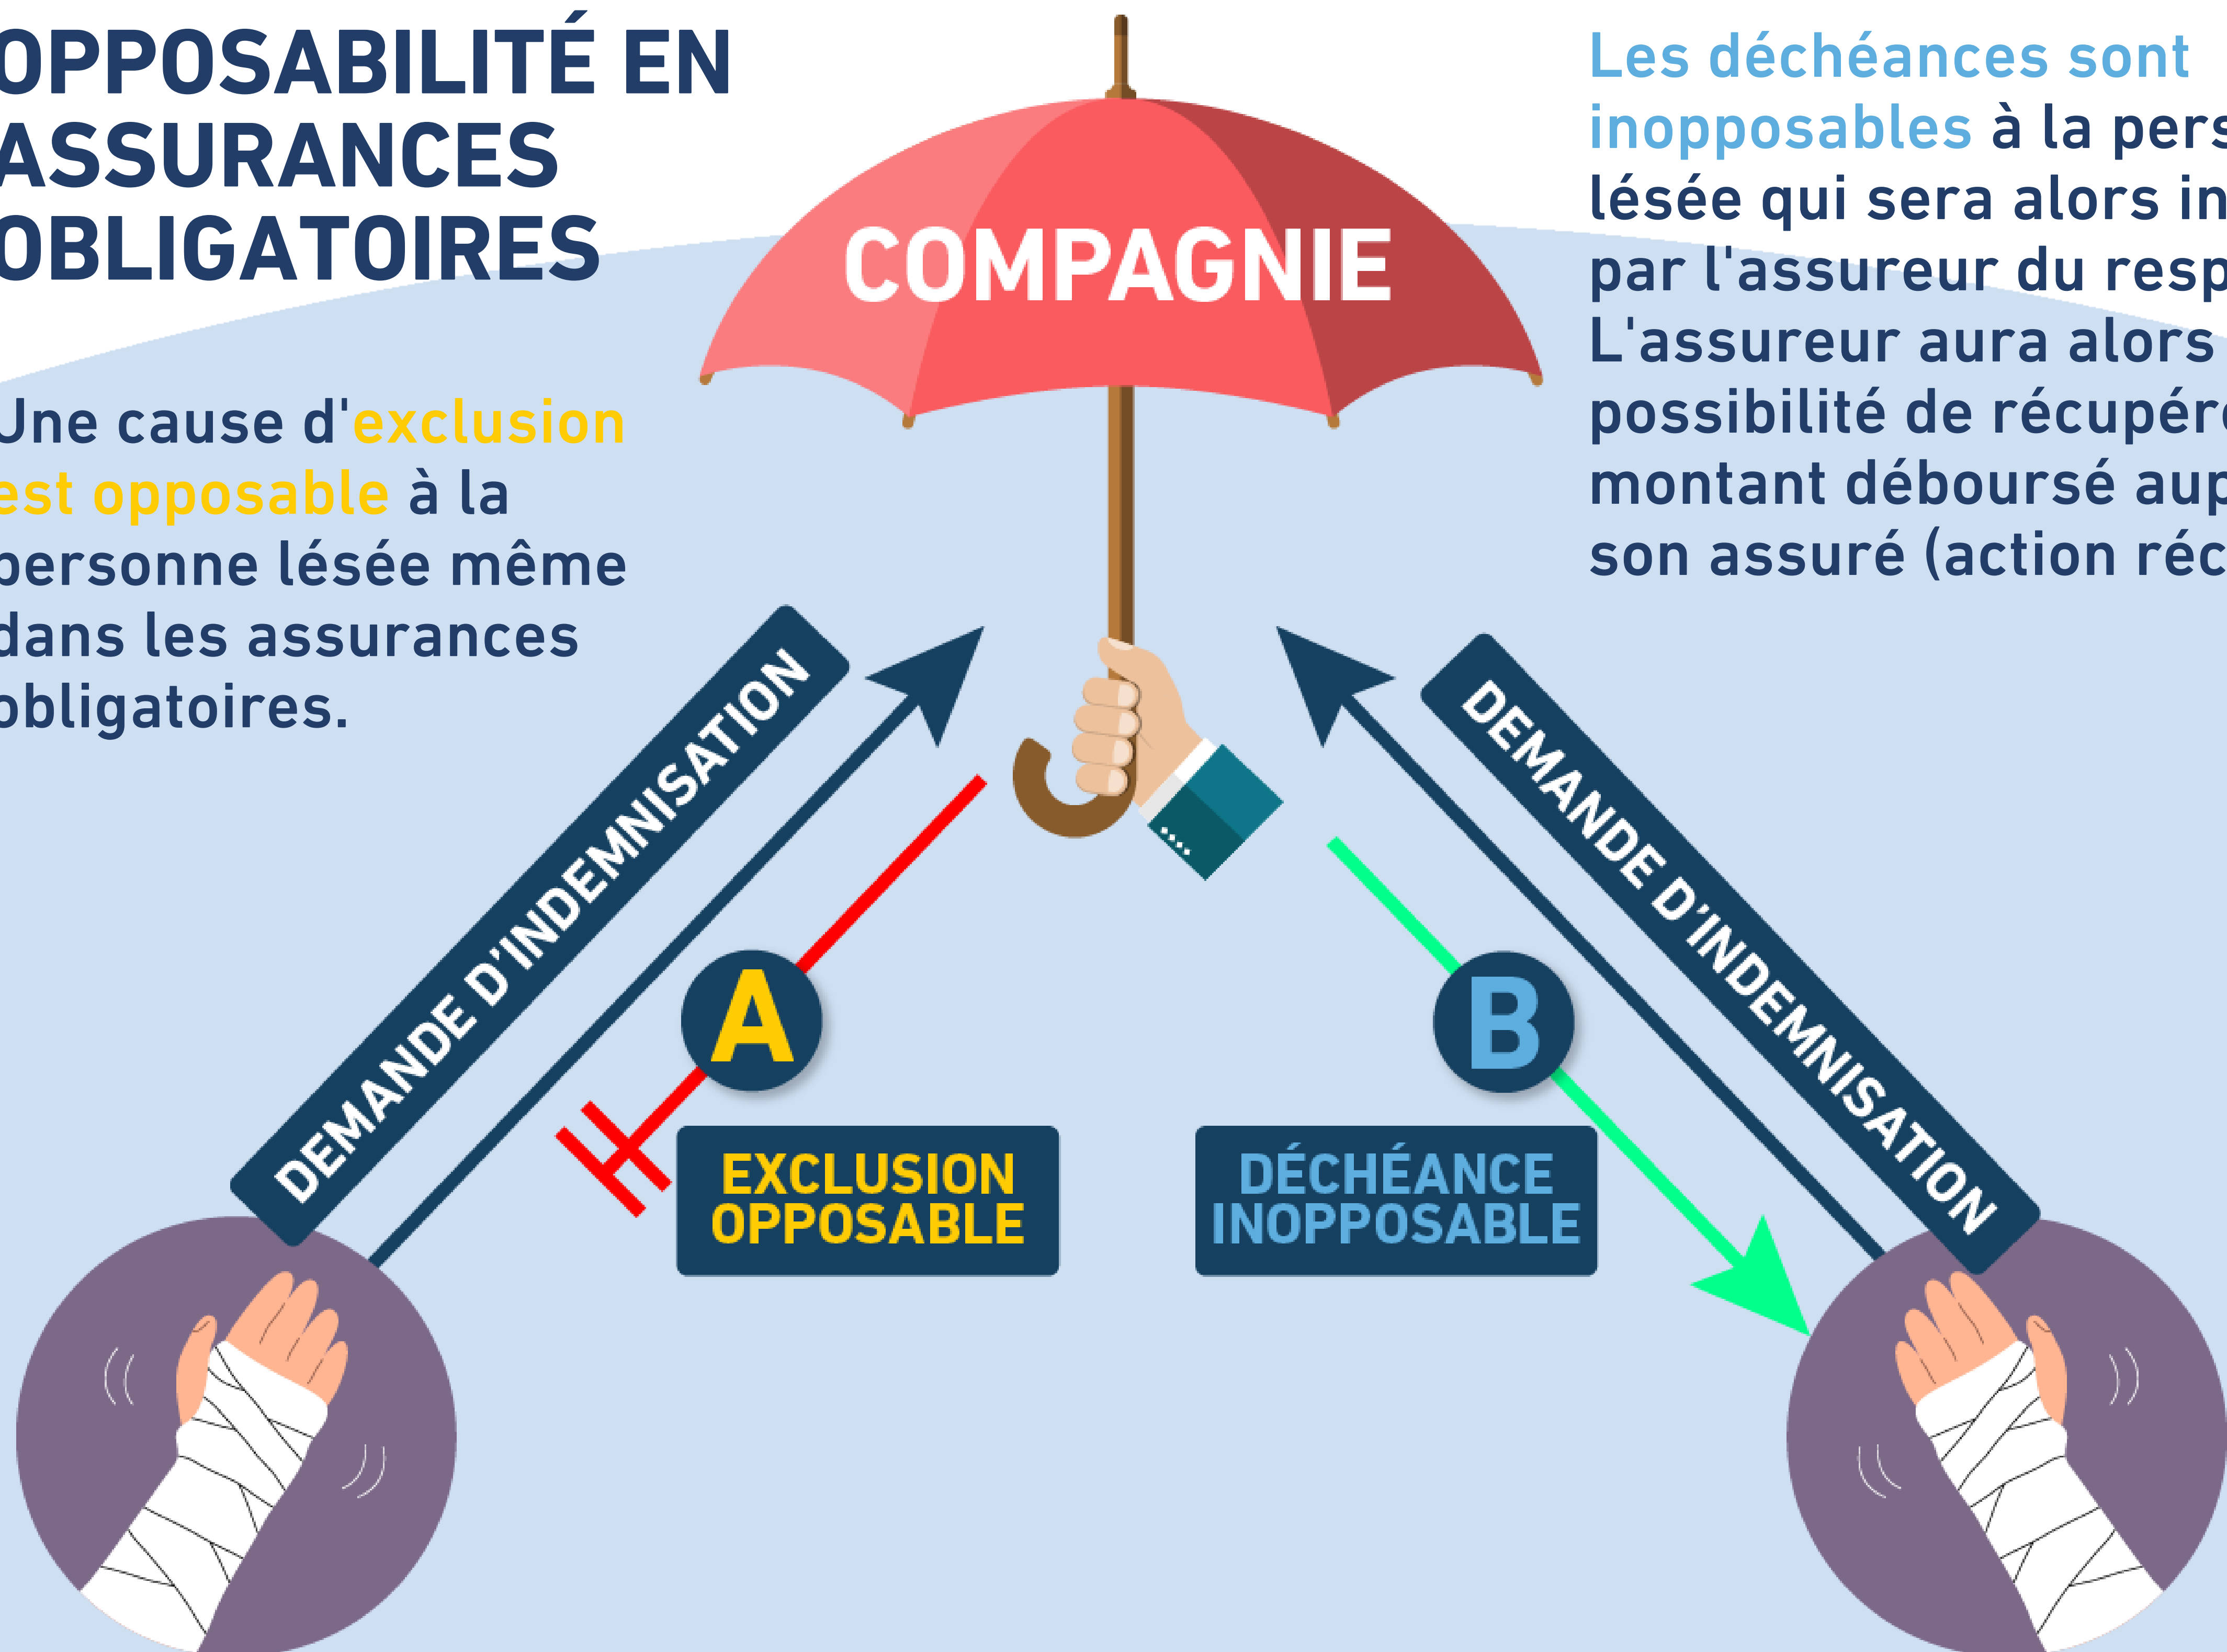 OPPOSABILITÉ EN
ASSURANCES
OBLIGATOIRES
Une cause d'exclusion
est opposable à la
personne lésée même
dans les assurances
obligatoires.
COMPAGNIE
Les déchéances sont
inopposables à la pers
lésée qui sera alors in
par l'assureur du resp
L'assureur aura alors
possibilité de récupér
montant déboursé aup
son assuré (action réc
DEMANDE D'INDEMNISATION
DEMANDE D'INDEMNISATION
A
B
EXCLUSION
OPPOSABLE
DÉCHÉANCE
INOPPOSABLE